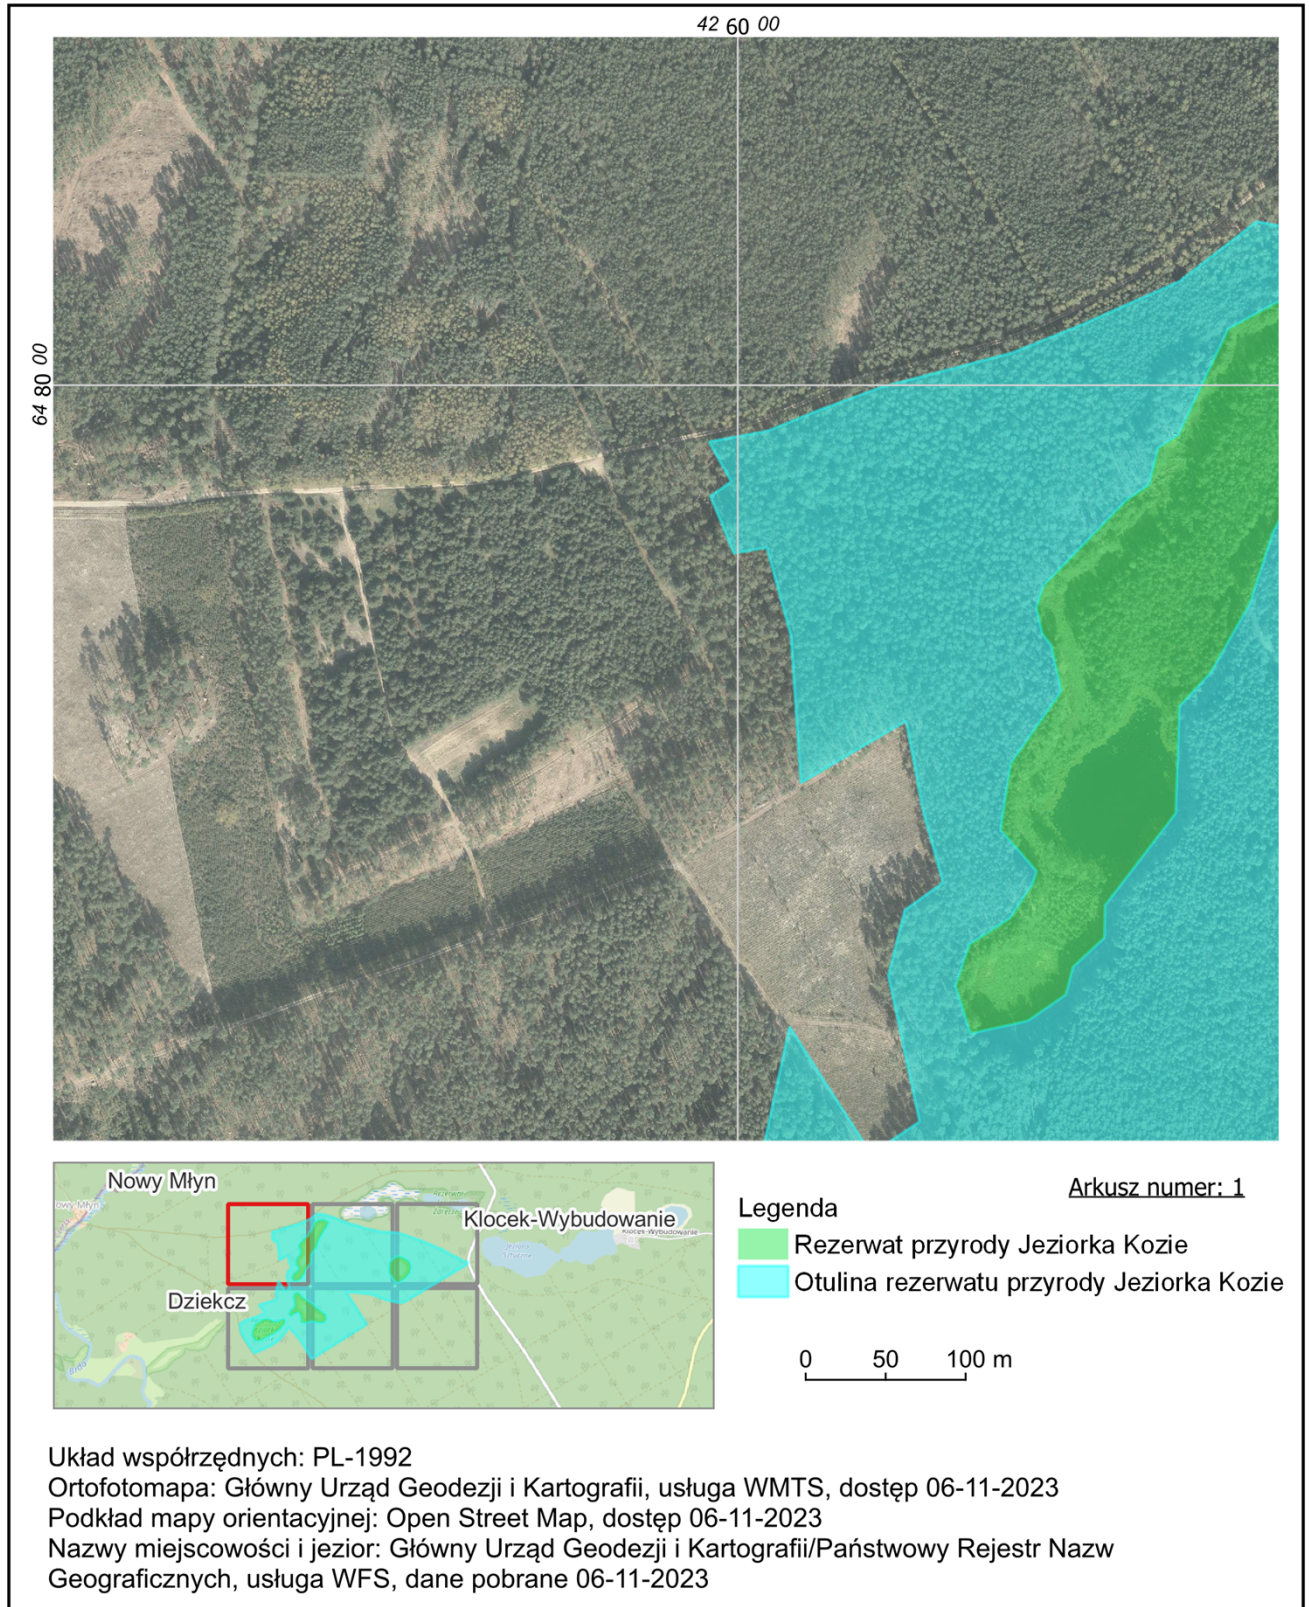 42 60 00
64 80 00
Nowy Młyn
owy Młyn
Klocek-Wybudowanie
Klocek-Wybudowanie
Dziekcz
Brda
Arkusz numer: 1
Legenda
Rezerwat przyrody Jeziorka Kozie
Otulina rezerwatu przyrody Jeziorka Kozie
0 50 100 m
Układ współrzędnych: PL-1992
Ortofotomapa: Główny Urząd Geodezji i Kartografii, usługa WMTS, dostęp 06-11-2023
Podkład mapy orientacyjnej: Open Street Map, dostęp 06-11-2023
Nazwy miejscowości i jezior: Główny Urząd Geodezji i Kartografii/Państwowy Rejestr Nazw
Geograficznych, usługa WFS, dane pobrane 06-11-2023